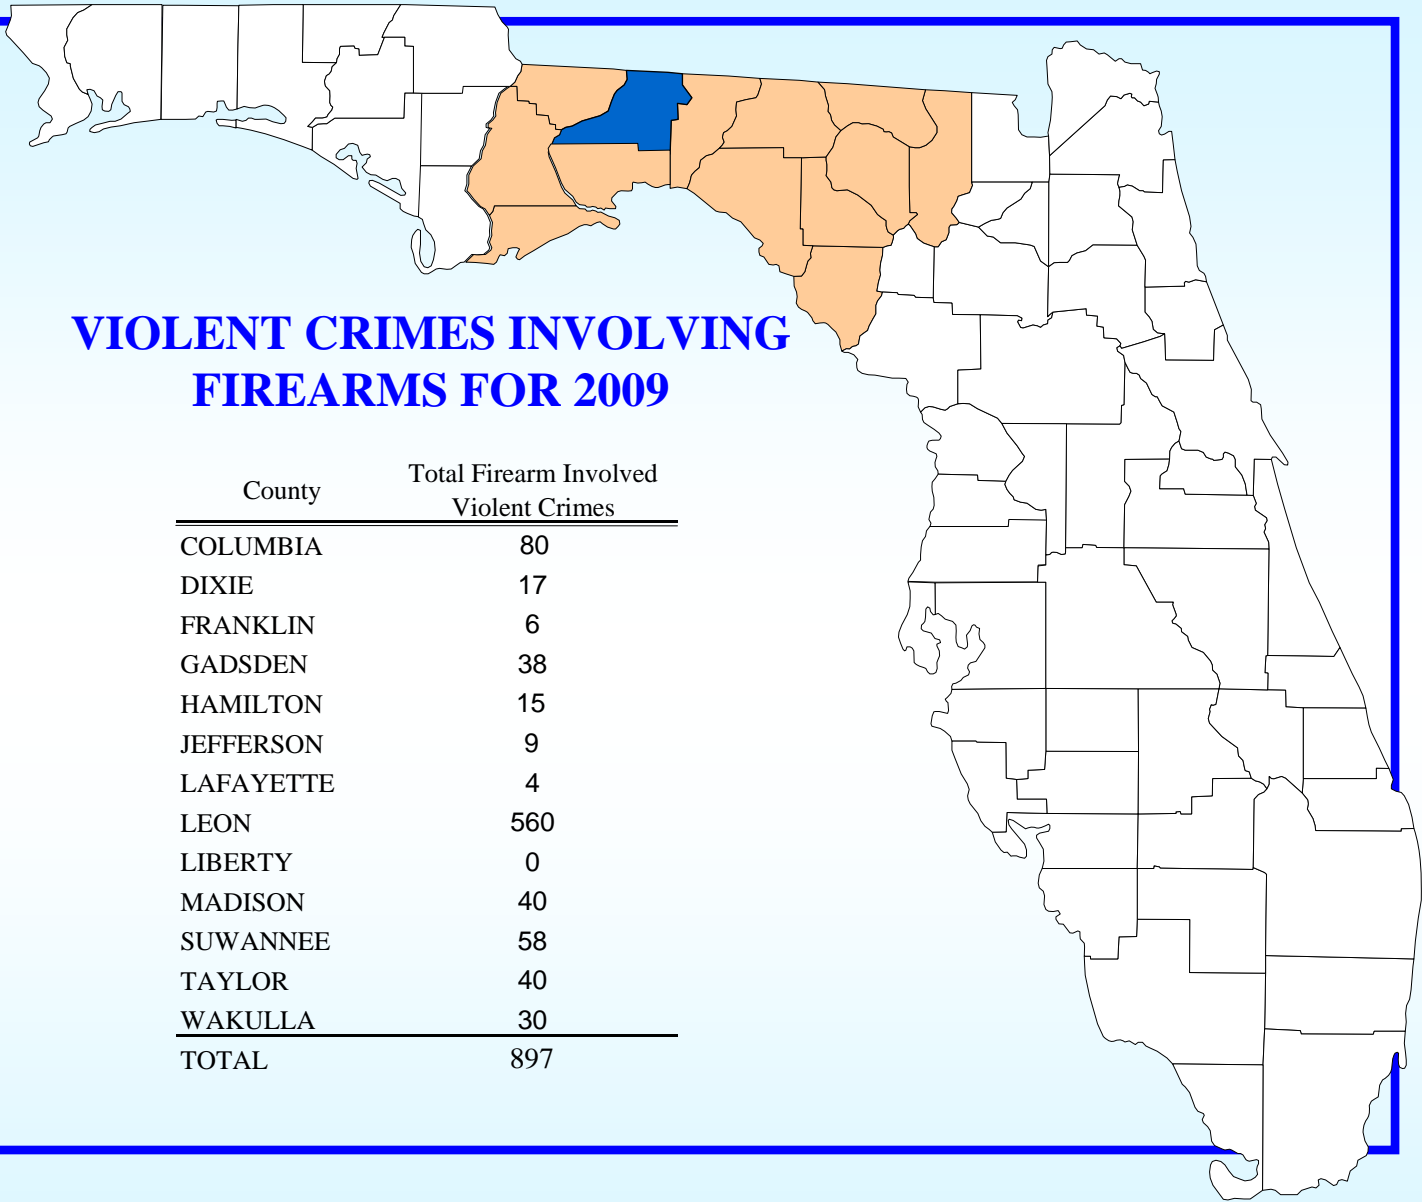 VIOLENT CRIMES INVOLVING
FIREARMS FOR 2009
County Total Firearm Involved
Violent Crimes
COLUMBIA 80
DIXIE 17
FRANKLIN 6
GADSDEN 38
HAMILTON 15
JEFFERSON 9
LAFAYETTE 4
LEON 560
LIBERTY 0
MADISON 40
SUWANNEE 58
TAYLOR 40
WAKULLA 30
TOTAL 897